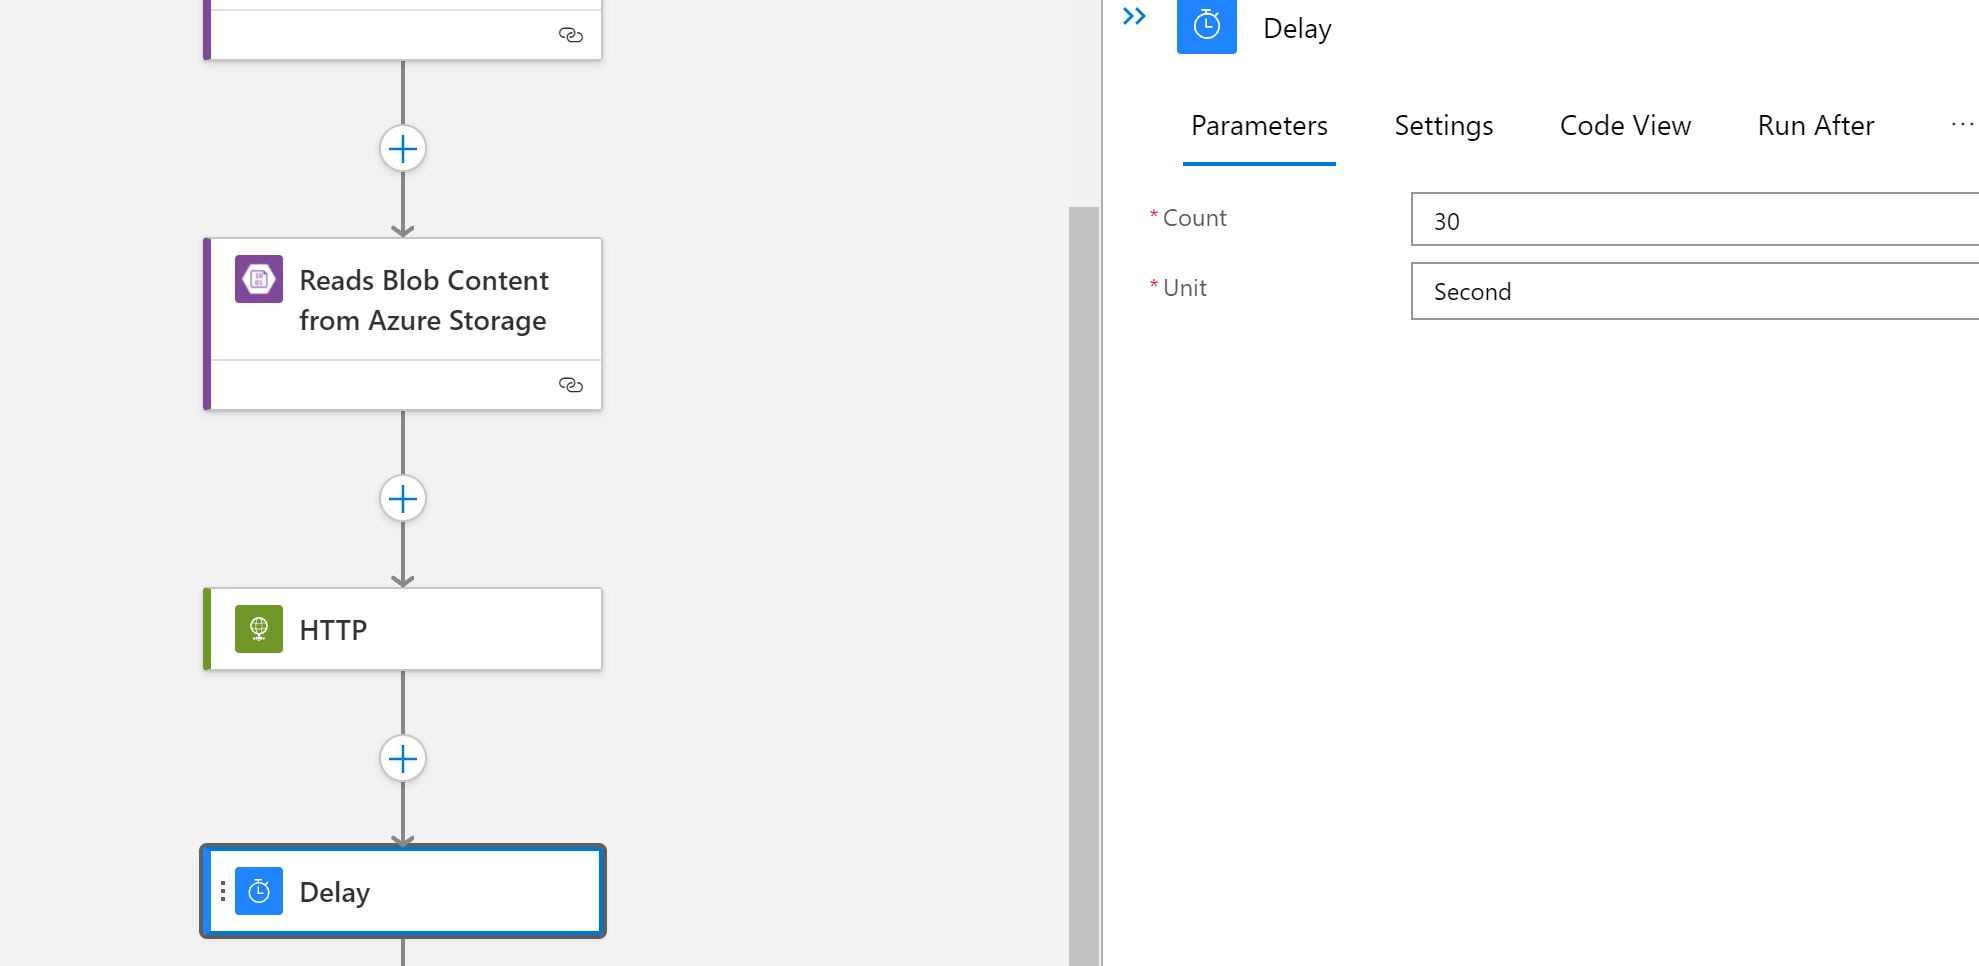 Reads Blob Content
from Azure Storage
HTTP
Delay
Delay
Parameters Settings Code View Run After ...
* Count 30
* Unit Second